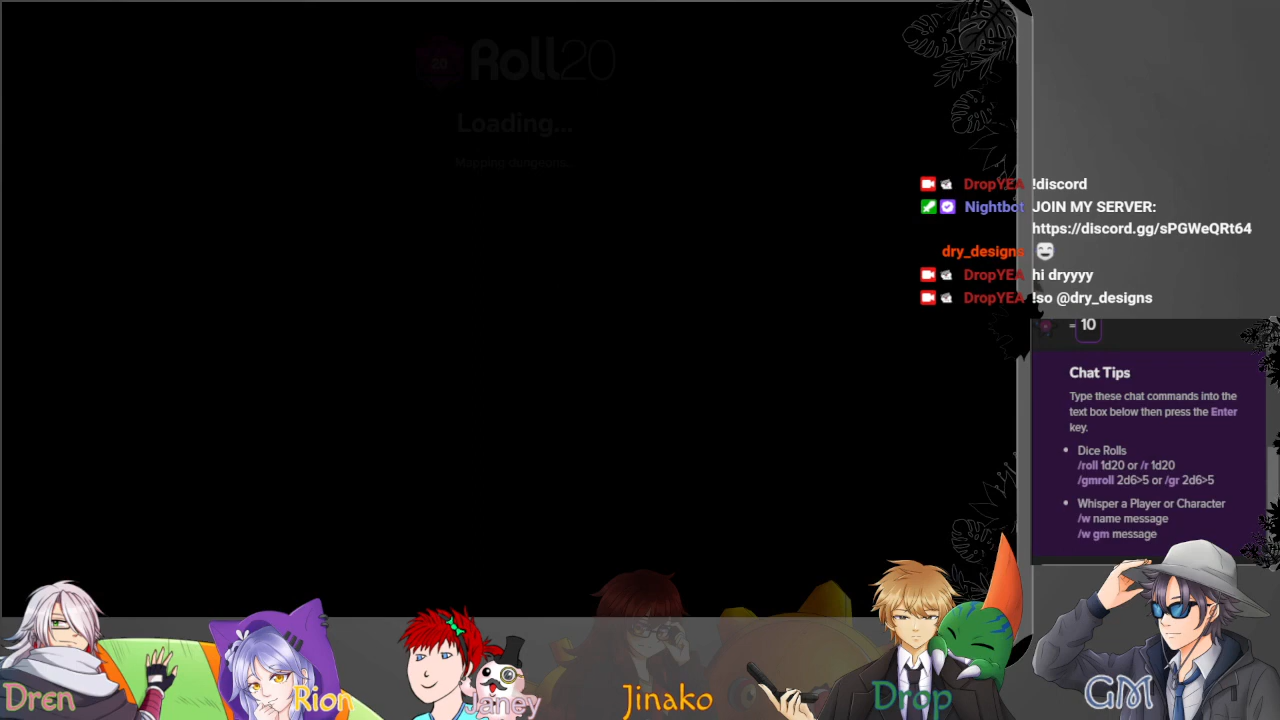 Roll20
Loading...
Mapping dungeons...
DropYEA !discord
Nightbot JOIN MY SERVER:
https://discord.gg/sPGWeQRt64
dry_designs
DropYEA hi dryyyy
DropYEA !so @dry_designs
= 10
Chat Tips
Type these chat commands into the
text box below then press the Enter
key.
Dice Rolls
/roll 1d20 or /r 1d20
/gmroll 2d6>5 or /gr 2d6>5
Whisper a Player or Character
/w name message
/w gm message
Dren
Rion
Janey
Jinako
Drop
GM